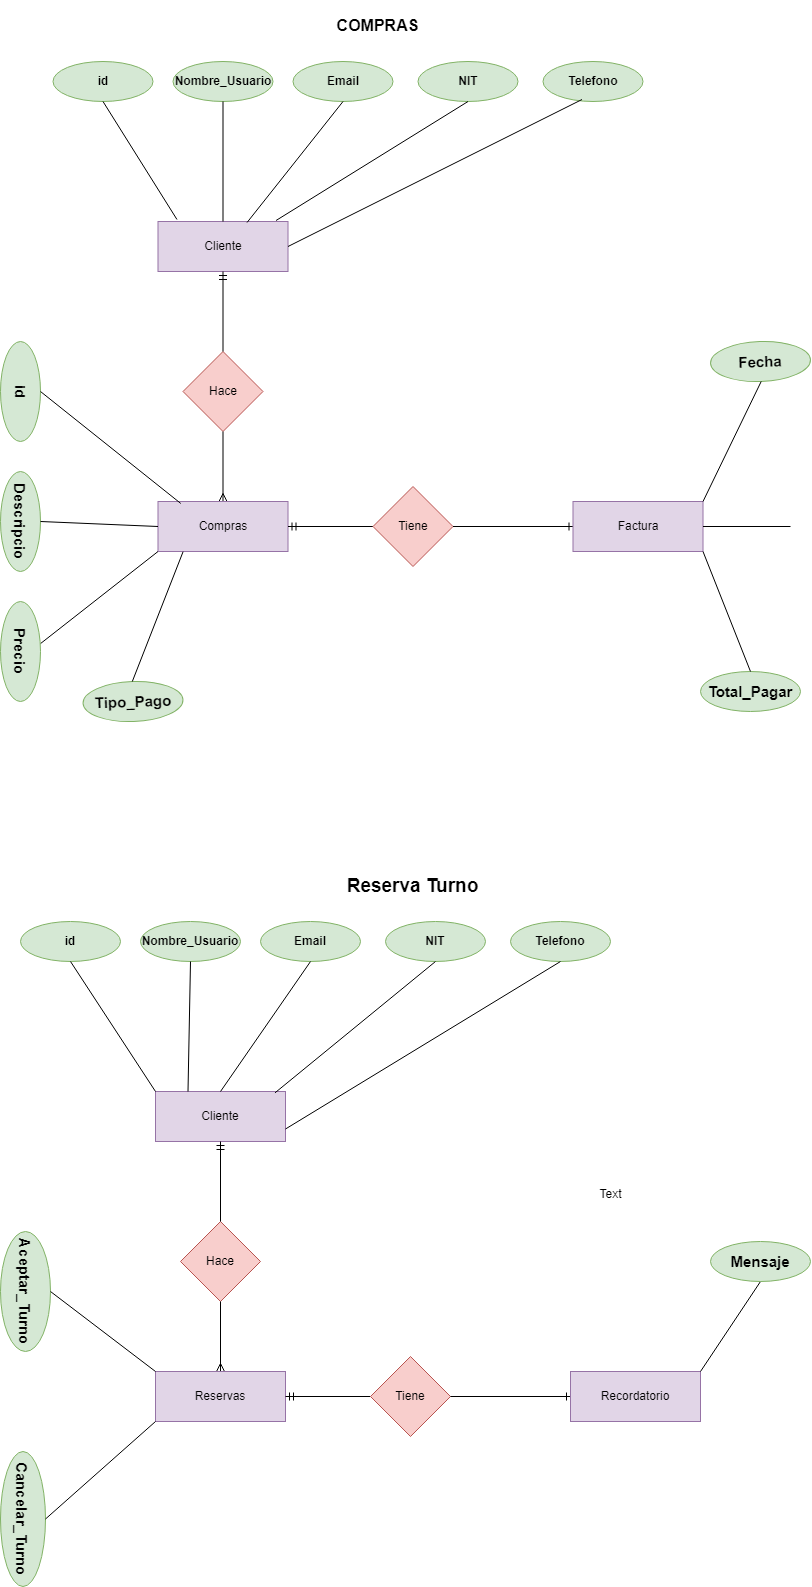 COMPRAS
id
Nombre_Usuario
Email
NIT
Telefono
Cliente
Hace
Id
Fecha
Descripcio
Compras
Tiene
Factura
Precio
Tipo_Pago
Total_Pagar
Reserva Turno
id
Nombre_Usuario
Email
NIT
Telefono
Cliente
Text
Hace
Aceptar_Turno
Mensaje
Reservas
Tiene
Recordatorio
Cancelar_Turno